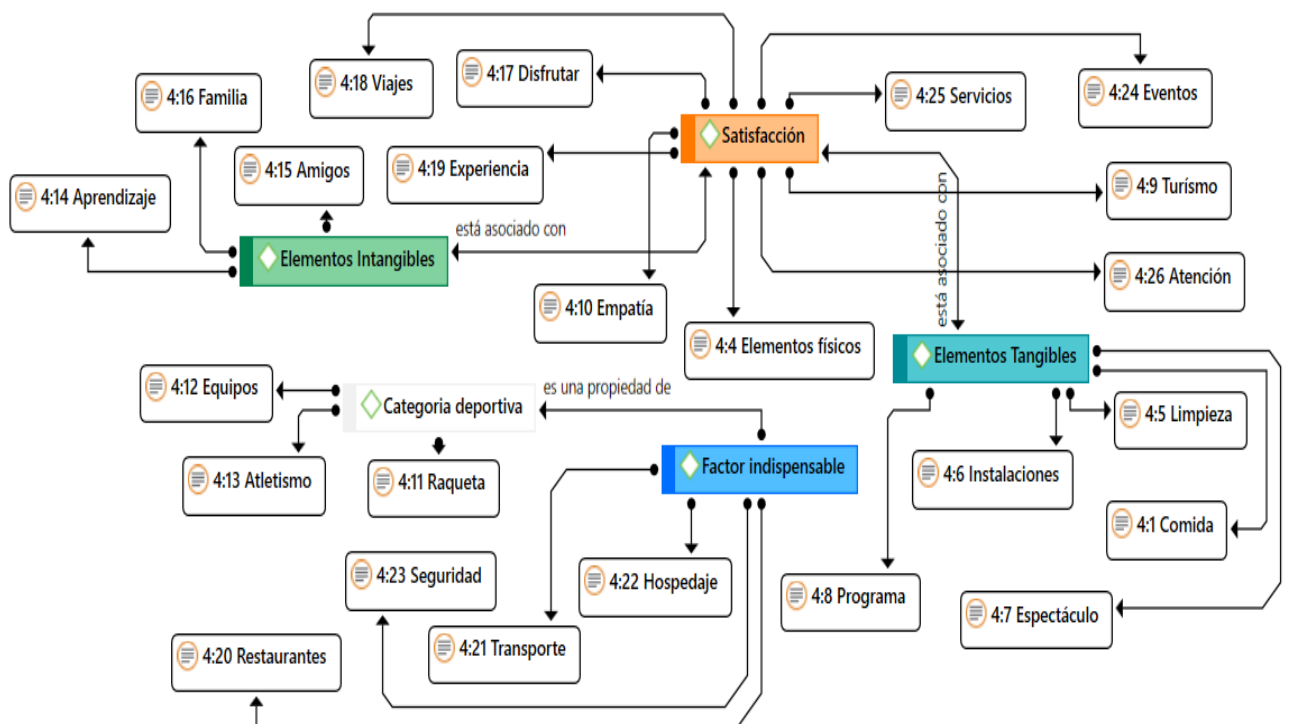 4:18 Viajes
4:17 Disfrutar
4:16 Familia
4:25 Servicios
4:24 Eventos
Satisfacción
4:15 Amigos
4:19 Experiencia
4:14 Aprendizaje
4:9 Turísmo
está asociado con
está asociado con
Elementos Intangibles
4:26 Atención
4:10 Empatía
4:4 Elementos físicos
Elementos Tangibles
4:12 Equipos
es una propiedad de
Categoria deportiva
4:5 Limpieza
4:13 Atletismo
4:11 Raqueta
Factor indispensable
4:6 Instalaciones
4:1 Comida
4:23 Seguridad
4:22 Hospedaje
4:8 Programa
4:7 Espectáculo
4:21 Transporte
4:20 Restaurantes